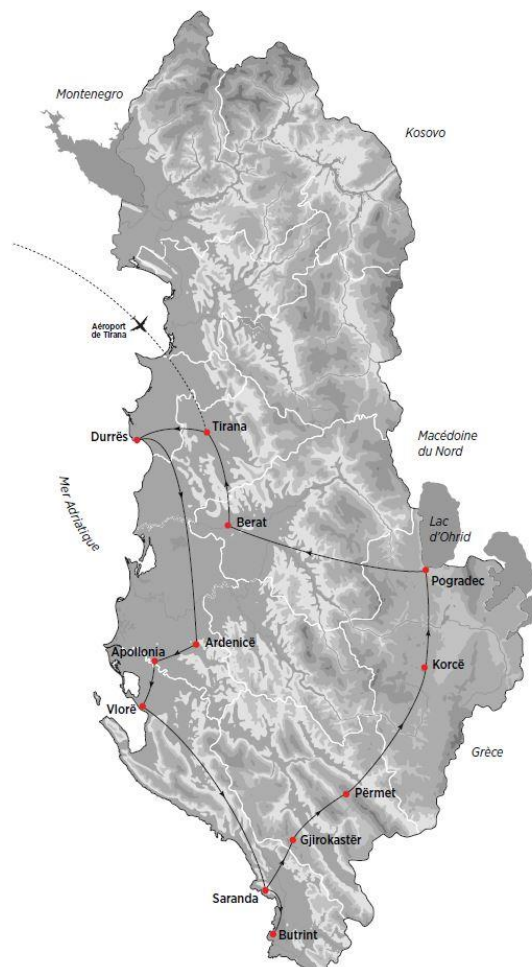 Montenegro
Kosovo
Aéroport
de Tirana
Tirana
Durrës
Macédoine
du Nord
Mer Adriatique
Berat
Lac
d'Ohrid
Pogradec
Ardenicë
Apollonia
Korcë
Vlorë
Grèce
Përmet
Gjirokastër
Saranda
Butrint